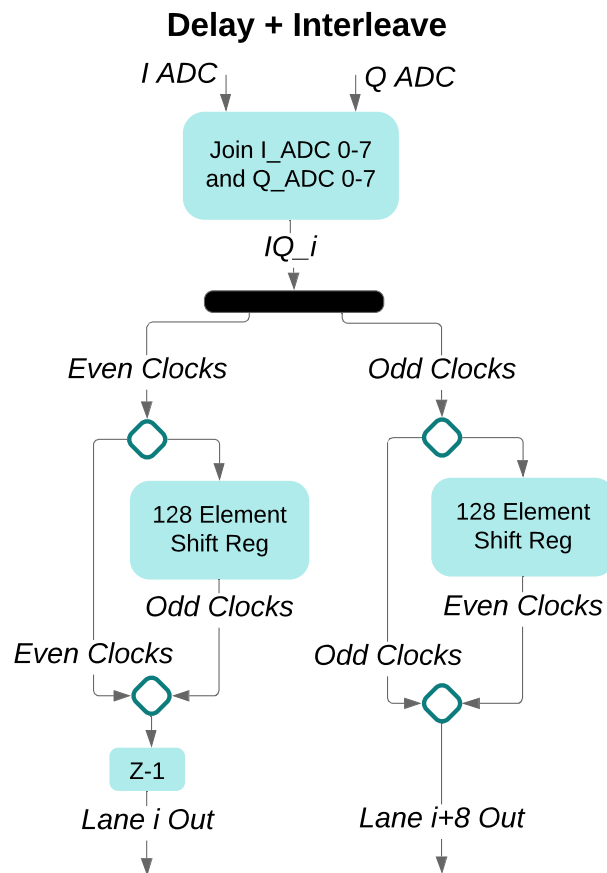 Delay + Interleave
I ADC
Q ADC
Join I_ADC 0-7
and Q_ADC 0-7
IQ_i
Even Clocks
Odd Clocks
128 Element
Shift Reg
128 Element
Shift Reg
Odd Clocks
Even Clocks
Even Clocks
Odd Clocks
Z-1
Lane i Out
Lane i+8 Out